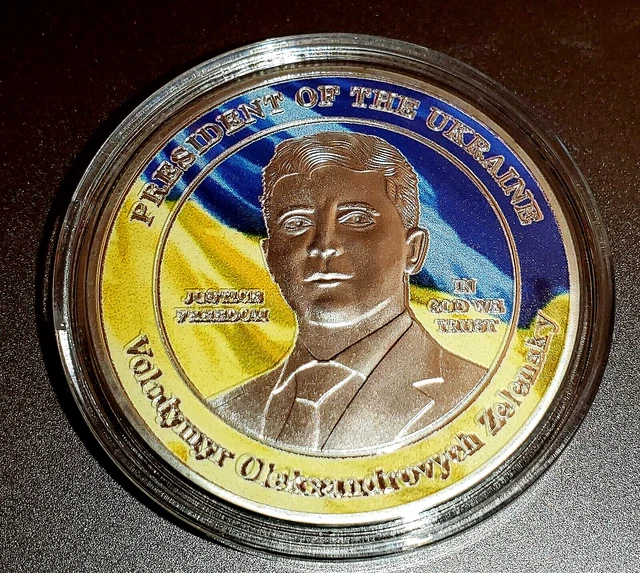 PRESIDENT OF THE UKRAINE
JUSTICE
FREEDOM
IN
GOD WE
TRUST
Volodymyr Oleksandrovych Zelensky